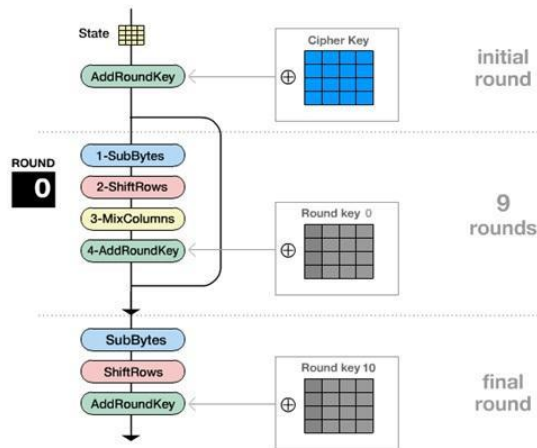 State
Cipher Key
AddRoundKey
⊕
initial
round
ROUND
0
1-SubBytes
2-ShiftRows
3-MixColumns
4-AddRoundKey
Round key 0
⊕
9
rounds
SubBytes
ShiftRows
AddRoundKey
Round key 10
⊕
final
round